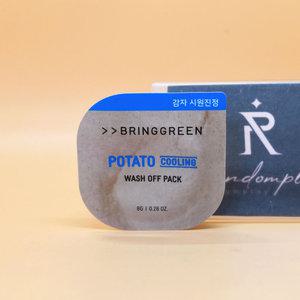 감자 시원진정
>>BRINGGREEN
POTATO COOLING
WASH OFF PACK
8G | 0.28 OZ.